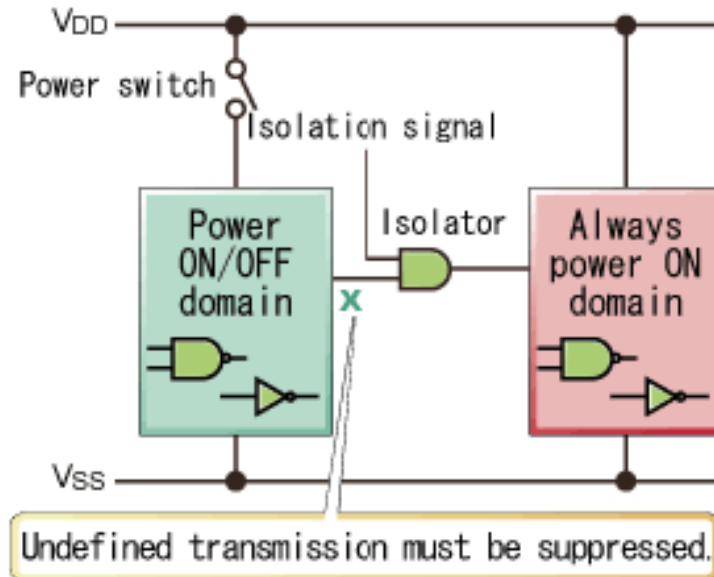 VDD
Power switch
Isolation signal
Power
ON/OFF
domain
Isolator
Always
power ON
domain
X
VSS
Undefined transmission must be suppressed.